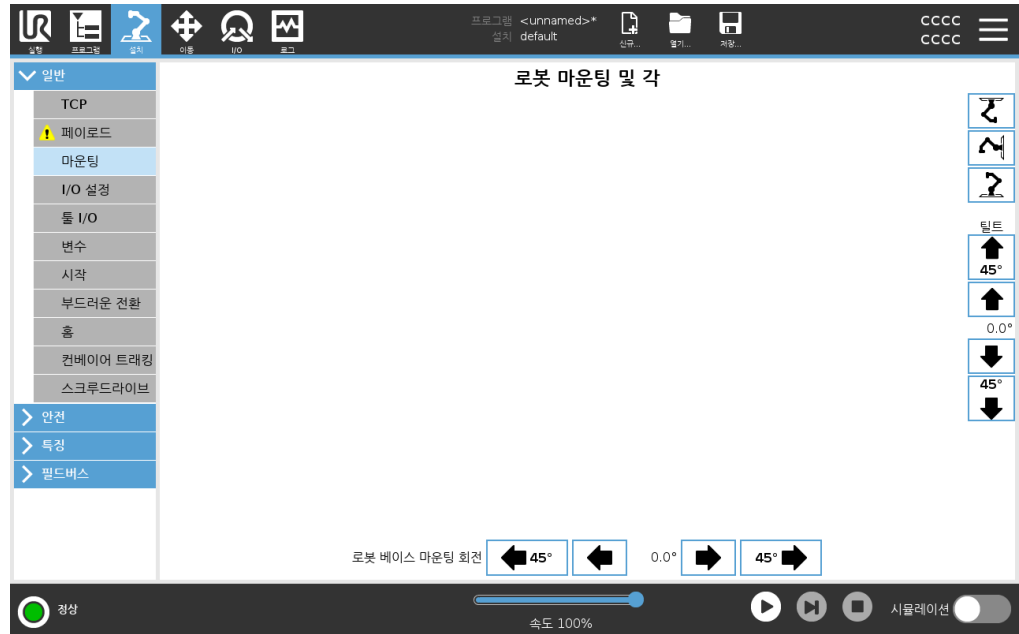 UR
실행
프로그램
설치
이동
I/O
로그
프로그램 <unnamed>*
설치 default
신규...
열기...
저장...
CCCC
CCCC
일반
TCP
페이로드
마운팅
I/O 설정
툴 I/O
변수
시작
부드러운 전환
홈
컨베이어 트래킹
스크루드라이브
안전
특징
필드버스
로봇 마운팅 및 각
틸트
45°
0.0°
45°
로봇 베이스 마운팅 회전 45° 0.0° 45°
정상
속도 100%
시뮬레이션